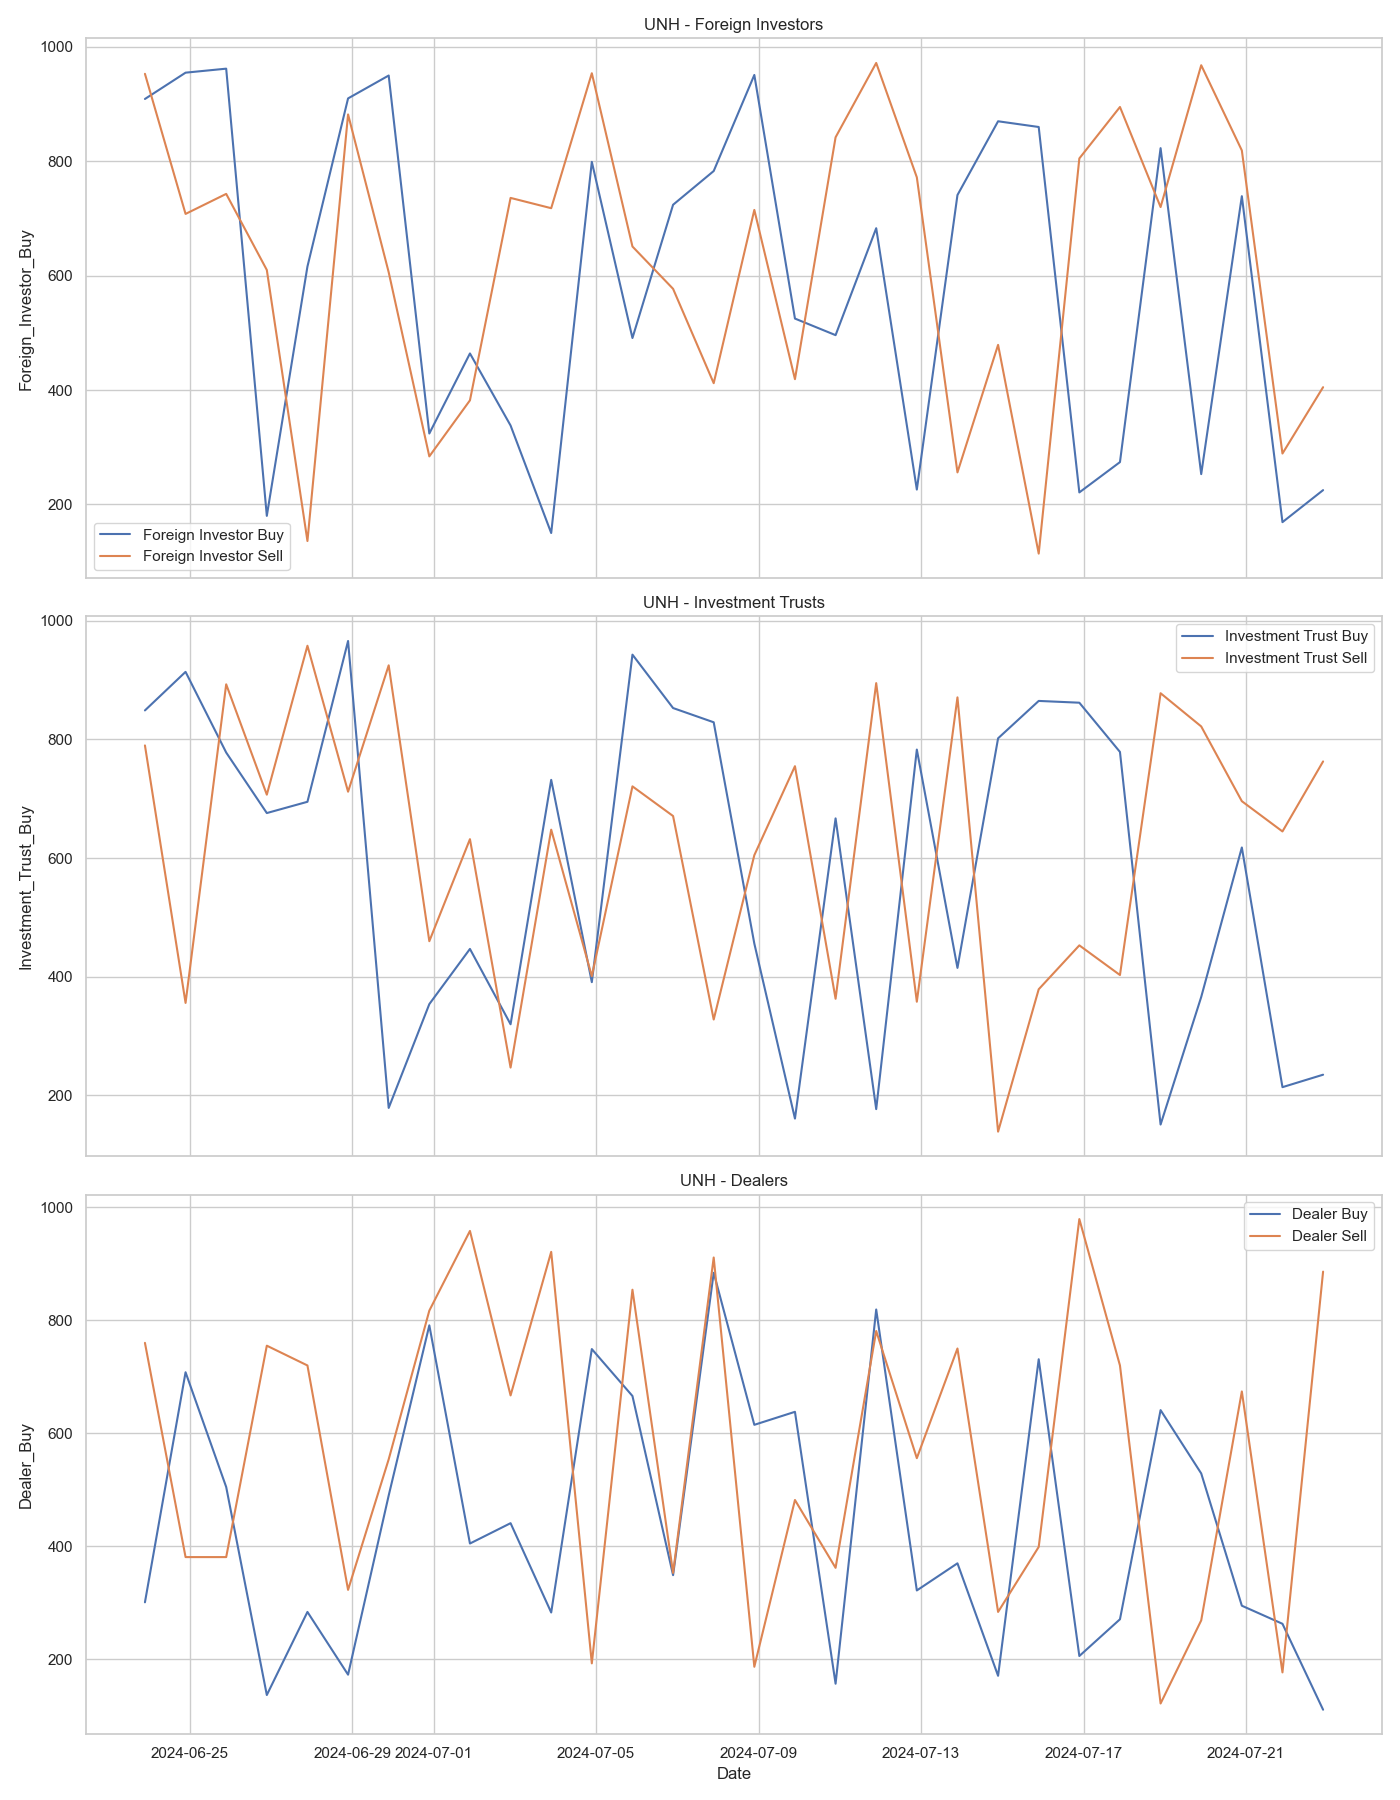 UNH - Foreign Investors
1000
800
600
400
200
Foreign_Investor_Buy
Foreign Investor Buy
Foreign Investor Sell
UNH - Investment Trusts
1000
800
600
400
200
Investment_Trust_Buy
Investment Trust Buy
Investment Trust Sell
UNH - Dealers
1000
800
600
400
200
Dealer_Buy
Dealer Buy
Dealer Sell
2024-06-25 2024-06-29 2024-07-01 2024-07-05 2024-07-09 2024-07-13 2024-07-17 2024-07-21
Date